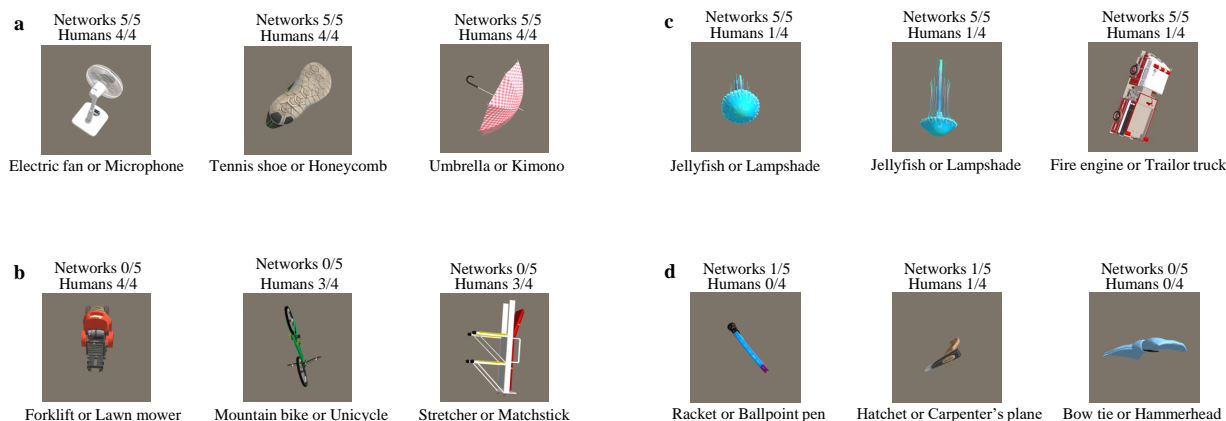 a
Networks 5/5
Humans 4/4
Electric fan or Microphone
Networks 5/5
Humans 4/4
Tennis shoe or Honeycomb
Networks 5/5
Humans 4/4
Umbrella or Kimono
b
Networks 0/5
Humans 4/4
Forklift or Lawn mower
Networks 0/5
Humans 3/4
Mountain bike or Unicycle
Networks 0/5
Humans 3/4
Stretcher or Matchstick
c
Networks 5/5
Humans 1/4
Jellyfish or Lampshade
Networks 5/5
Humans 1/4
Jellyfish or Lampshade
Networks 5/5
Humans 1/4
Fire engine or Trailor truck
d
Networks 1/5
Humans 0/4
Racket or Ballpoint pen
Networks 1/5
Humans 1/4
Hatchet or Carpenter's plane
Networks 0/5
Humans 0/4
Bow tie or Hammerhead